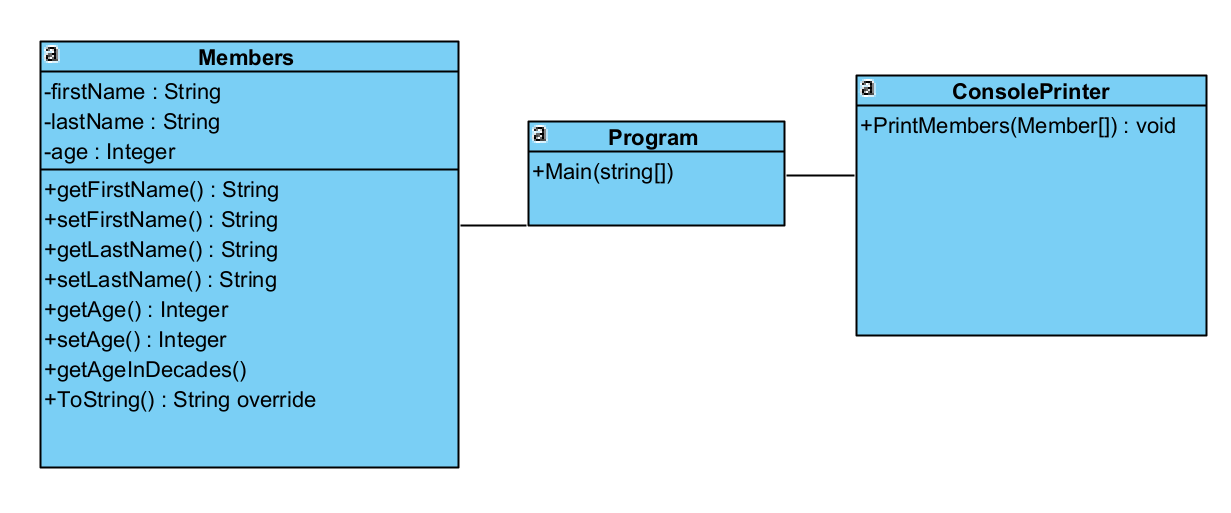 a
Members
-firstName : String
-lastName : String
-age : Integer
+getFirstName() : String
+setFirstName() : String
+getLastName() : String
+setLastName() : String
+getAge() : Integer
+setAge() : Integer
+getAgeInDecades()
+ToString() : String override
a
Program
+Main(string[])
a
ConsolePrinter
+PrintMembers(Member[]) : void